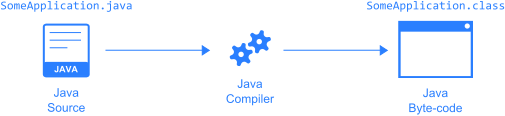 SomeApplication.java
SomeApplication.class
JAVA
Java
Source
Java
Compiler
Java
Byte-code